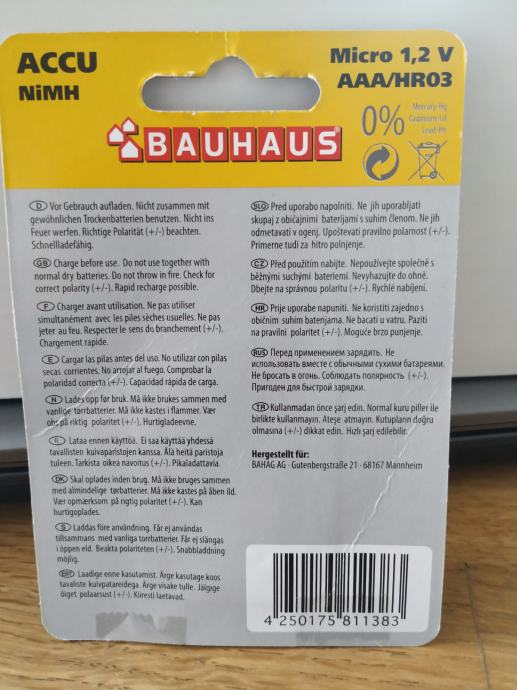 ACCU
NiMH
Micro 1,2 V
AAA/HR03
0% Mercury-Hg
Cadmium-Cd
Lead-Pb
BAUHAUS
D Vor Gebrauch aufladen. Nicht zusammen mit
gewöhnlichen Trockenbatterien benutzen. Nicht ins
Feuer werfen. Richtige Polarität (+/-) beachten.
Schnellladefähig.
GB Charge before use. Do not use together with
normal dry batteries. Do not throw in fire. Check for
correct polarity (+/-). Rapid recharge possible.
F Charger avant utilisation. Ne pas utiliser
simultanément avec les piles sèches usuelles. Ne pas
jeter au feu. Respecter le sens du branchement (+/-).
Chargement rapide.
E Cargar las pilas antes del uso. No utilizar con pilas
secas corrientes. No arrojar al fuego. Comprobar la
polaridad correcta (+/-). Capacidad rápida de carga.
N Lades opp før bruk. Må ikke brukes sammen med
vanlige tørrbatterier. Må ikke kastes i flammer. Vær
obs på riktig polaritet (+/-). Hurtigladeevne.
Lataa ennen käyttöä. Ei saa käyttää yhdessä
tavallisten kuivaparistojen kanssa. Älä heitä paristoja
tuleen. Tarkista oikea navoitus (+/-). Pikaladattavia.
DK Skal oplades inden brug. Må ikke bruges sammen
med almindelige tørbatterier. Må ikke kastes på åben ild.
Vær opmærksom på rigtig polaritet (+/-). Kan
hurtigoplades.
S Laddas före användning. Får ej användas
tillsammans med vanliga torrbatterier. Får ej slängas
i öppen eld. Beakta polariteten (+/-). Snabbladdning
möjlig.
EST Laadige enne kasutamist. Ärge kasutage koos
tavaliste kuivpatareidega. Ärge visake tulle. Jälgige
õiget polaarsust (+/-). Kiiresti laetavad.
SLO Pred uporabo napolniti. Ne jih uporabljati
skupaj z običajnimi baterijami s suhim členom. Ne jih
odmetavati v ogenj. Upoštevati pravilno polarnost (+/-).
Primerne tudi za hitro polnjenje.
CZ Před použitím nabijte. Nepoužívejte společně s
běžnými suchými bateriemi. Nevyhazujte do ohně.
Dbejte na správnou polaritu (+/-). Rychlé nabíjení.
HR Prije uporabe napuniti. Ne koristiti zajedno s
običnim suhim baterijama. Ne bacati u vatru. Paziti
na pravilni polaritet (+/-). Moguće brzo punjenje.
RUS Перед применением зарядить. Не
использовать вместе с обычными сухими батареями.
Не бросать в огонь. Соблюдать полярность (+/-).
Пригоден для быстрой зарядки.
TR Kullanmadan önce şarj edin. Normal kuru piller ile
birlikte kullanmayın. Ateşe atmayın. Kutupların doğru
olmasına (+/-) dikkat edin. Hızlı şarj edilebilir.
Hergestellt für:
BAHAG · Gutenbergstraße 21 · 68167 Mannheim
4 250175 811383